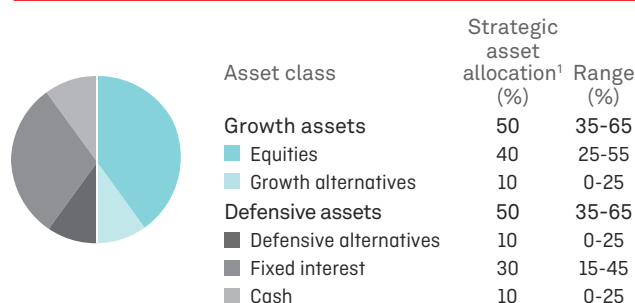 Asset class
Strategic
asset
allocation¹
(%)
Range
(%)
Growth assets 50 35-65
Equities 40 25-55
Growth alternatives 10 0-25
Defensive assets 50 35-65
Defensive alternatives 10 0-25
Fixed interest 30 15-45
Cash 10 0-25